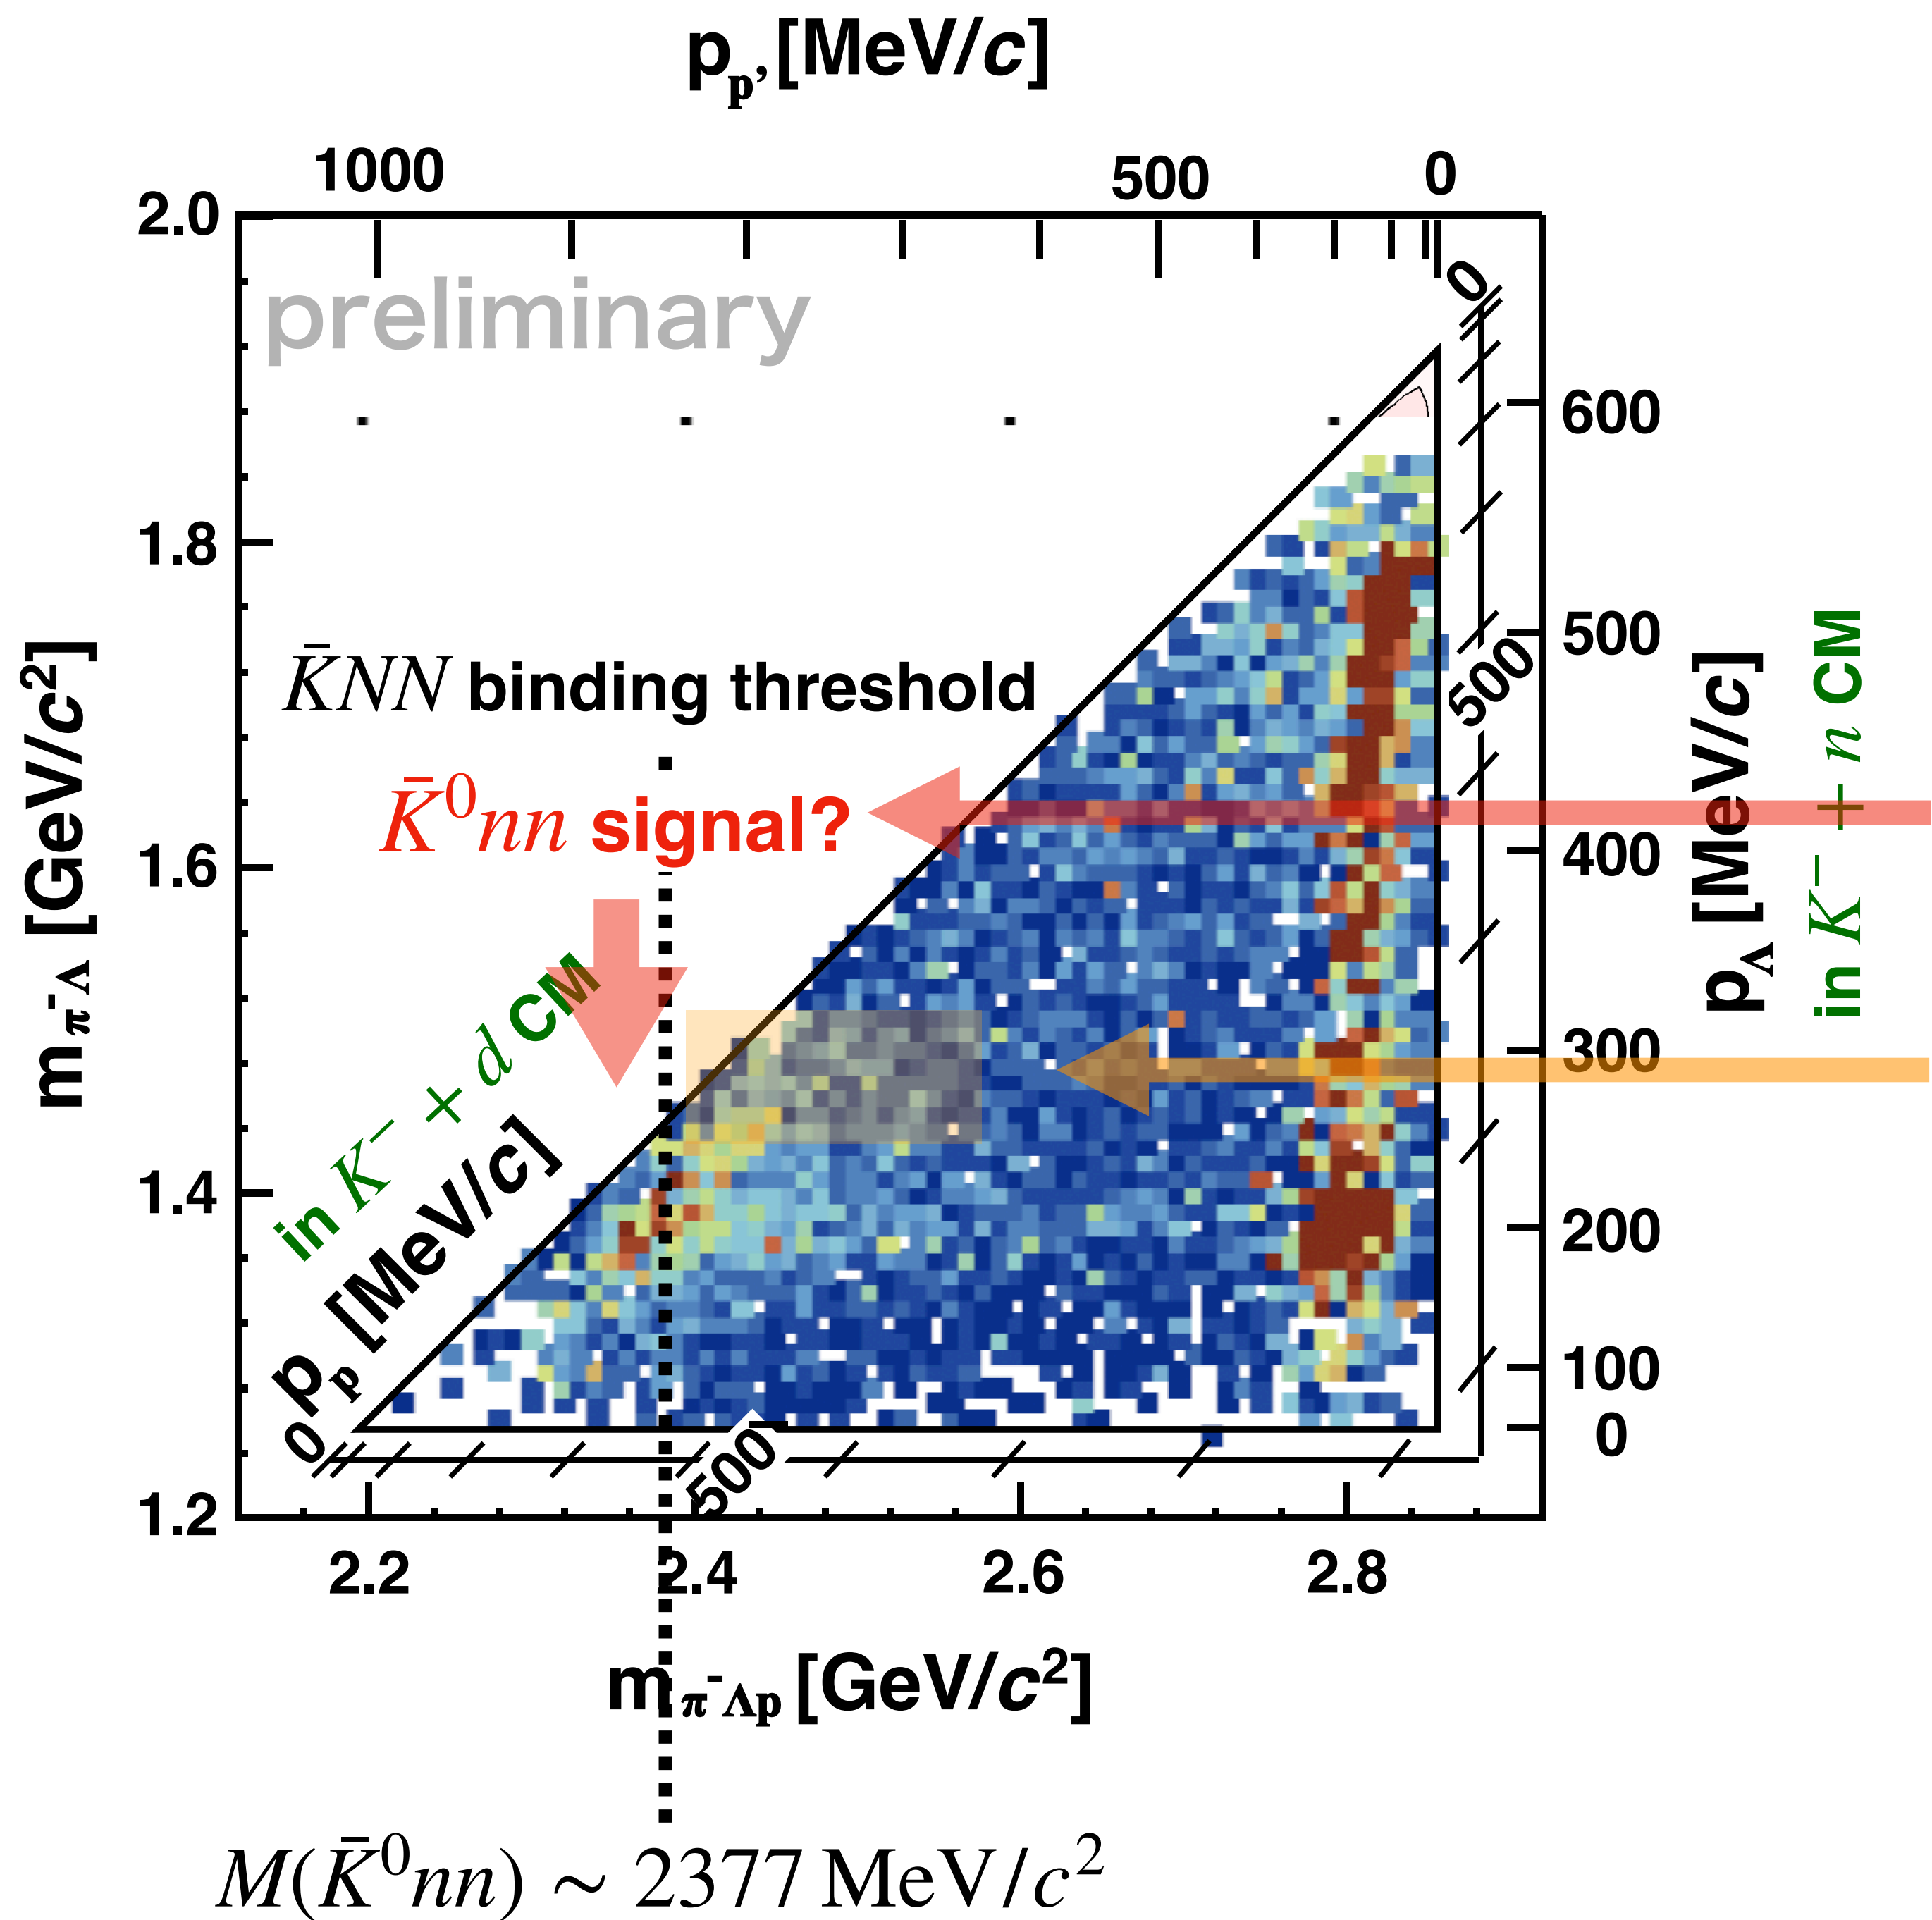 p_p' [MeV/c]
1000 500 0
2.0
preliminary
0
600
1.8
K̄NN binding threshold
500
500
K̄⁰nn signal?
1.6
400
m_π⁻Λ [GeV/c²]
p_Λ [MeV/c]
in K⁻ + n CM
300
in K⁻ + d CM
p_p [MeV/c]
1.4
200
100
0
0
500
1.2
2.2 2.4 2.6 2.8
m_π⁻Λp [GeV/c²]
M(K̄⁰nn) ~ 2377 MeV/c²